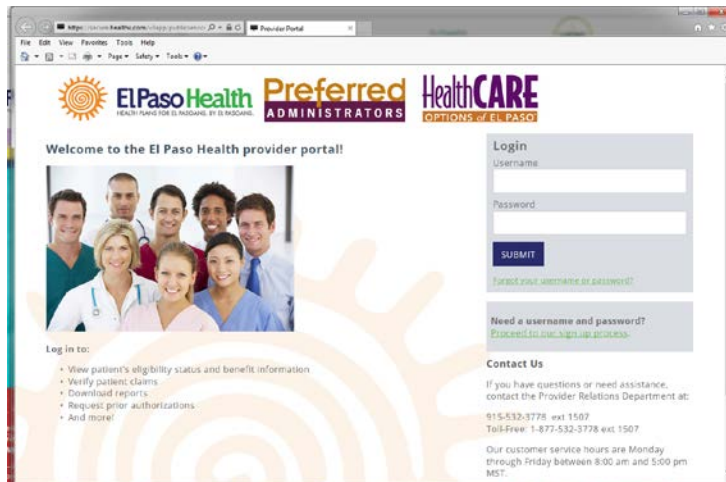 Provider Portal
File Edit View Favorites Tools Help
Page Safety Tools
El Paso Health
HEALTH PLANS FOR EL PASOANS. BY EL PASOANS.
Preferred
ADMINISTRATORS
HealthCARE
OPTIONS of EL PASO
Welcome to the El Paso Health provider portal!
Log in to:
• View patient's eligibility status and benefit information
• Verify patient claims
• Download reports
• Request prior authorizations
• And more!
Login
Username
Password
SUBMIT
Forgot your username or password?
Need a username and password?
Proceed to our sign up process.
Contact Us
If you have questions or need assistance,
contact the Provider Relations Department at:
915-532-3778 ext 1507
Toll-Free: 1-877-532-3778 ext 1507
Our customer service hours are Monday
through Friday between 8:00 am and 5:00 pm
MST.